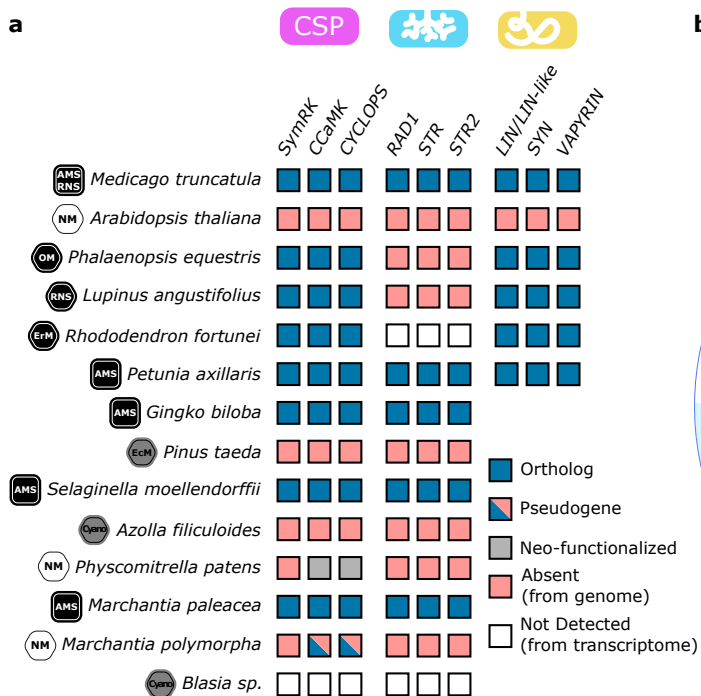 a
b
CSP
SymRK CCaMK CYCLOPS RAD1 STR STR2 LIN/LIN-like SYN VAPYRIN
AMS RNS Medicago truncatula
NM Arabidopsis thaliana
OM Phalaenopsis equestris
RNS Lupinus angustifolius
ErM Rhododendron fortunei
AMS Petunia axillaris
AMS Gingko biloba
EcM Pinus taeda
AMS Selaginella moellendorffii
Cyano Azolla filiculoides
NM Physcomitrella patens
AMS Marchantia paleacea
NM Marchantia polymorpha
Cyano Blasia sp.
Ortholog
Pseudogene
Neo-functionalized
Absent
(from genome)
Not Detected
(from transcriptome)